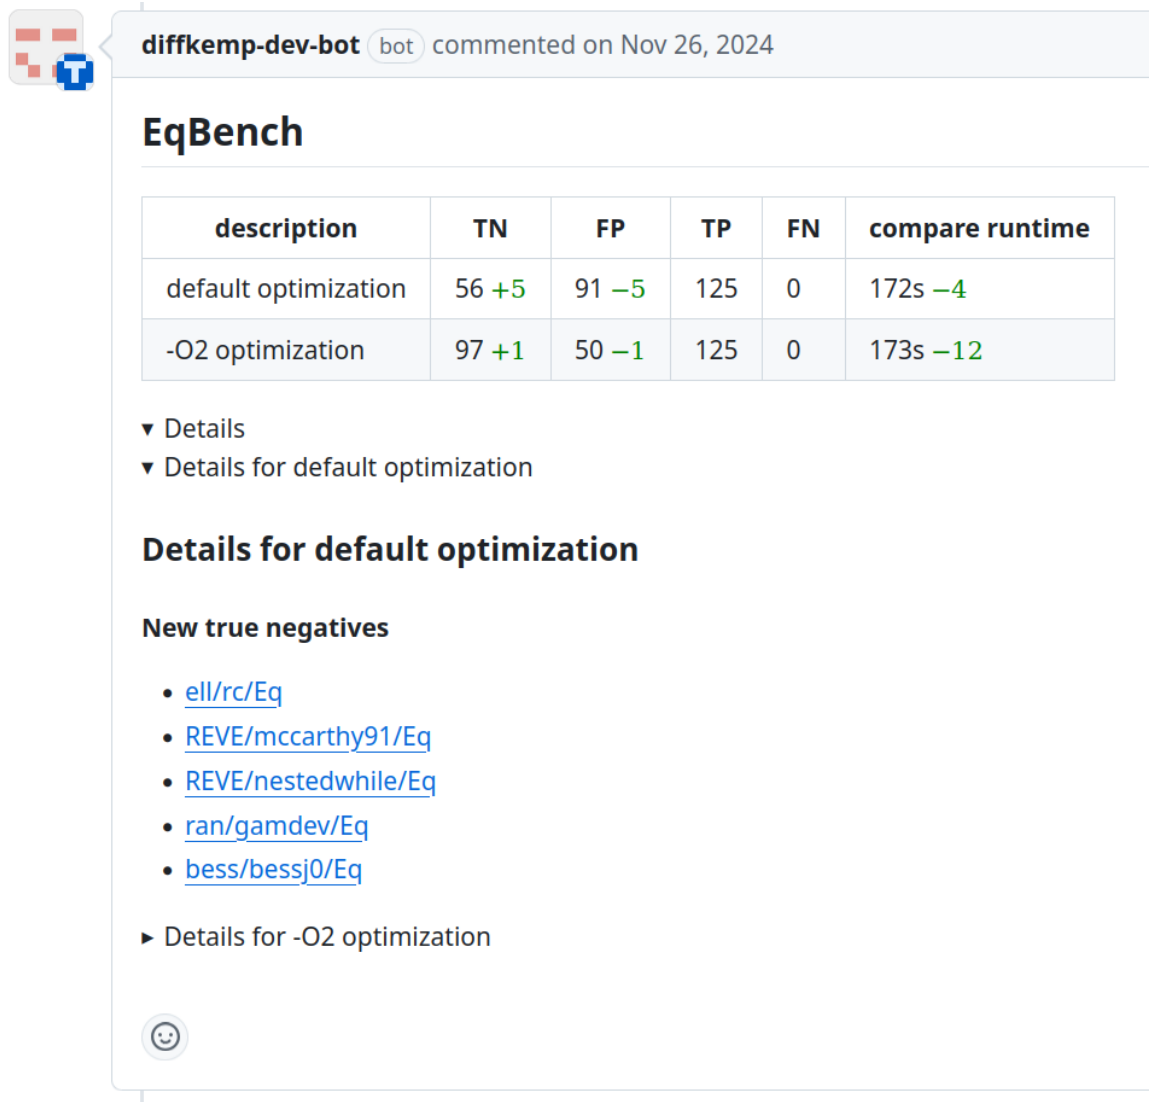 diffkemp-dev-bot bot commented on Nov 26, 2024
EqBench
description TN FP TP FN compare runtime
default optimization 56 +5 91 −5 125 0 172s −4
-O2 optimization 97 +1 50 −1 125 0 173s −12
▼ Details
▼ Details for default optimization
Details for default optimization
New true negatives
• ell/rc/Eq
• REVE/mccarthy91/Eq
• REVE/nestedwhile/Eq
• ran/gamdev/Eq
• bess/bessj0/Eq
► Details for -O2 optimization